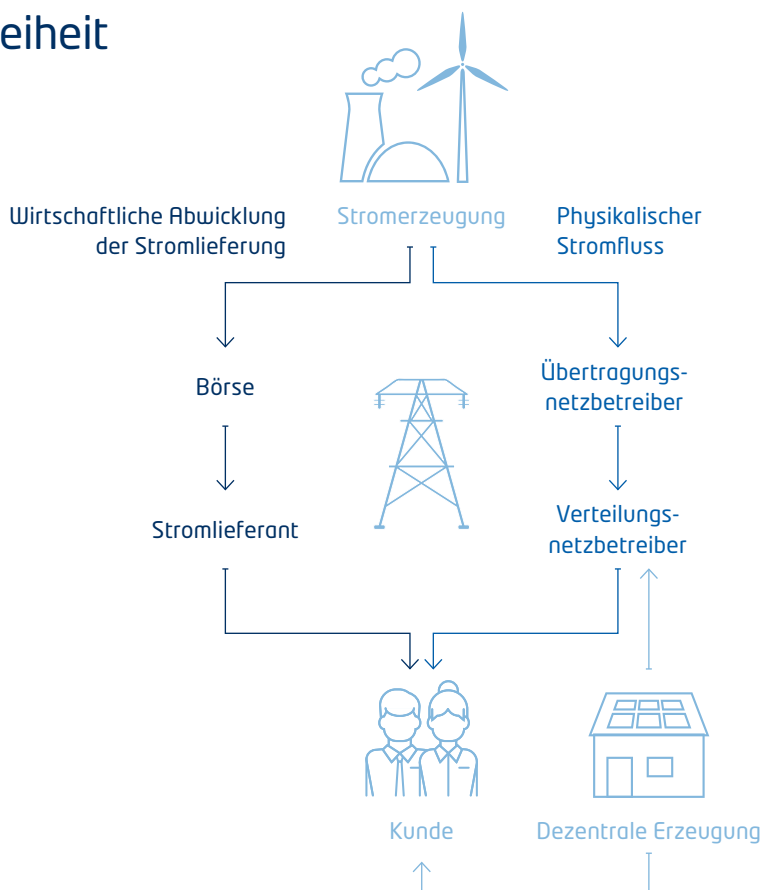 eiheit
Wirtschaftliche Abwicklung
der Stromlieferung
Stromerzeugung
Physikalischer
Stromfluss
Börse
Übertragungs-
netzbetreiber
Stromlieferant
Verteilungs-
netzbetreiber
Kunde
Dezentrale Erzeugung